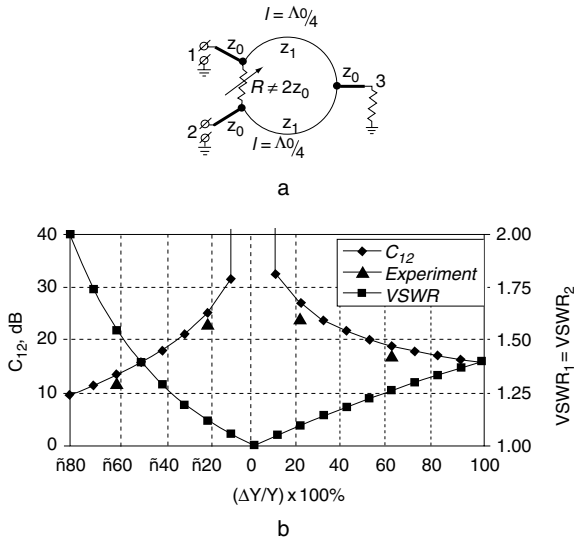 l = Λ0/4
1
z0
z1
z0
3
R ≠ 2z0
2
z0
z1
l = Λ0/4
a
40
30
20
10
0
C12, dB
2.00
1.75
1.50
1.25
1.00
VSWR1 = VSWR2
C12
Experiment
VSWR
ñ80
ñ60
ñ40
ñ20
0
20
40
60
80
100
(ΔY/Y) x 100%
b